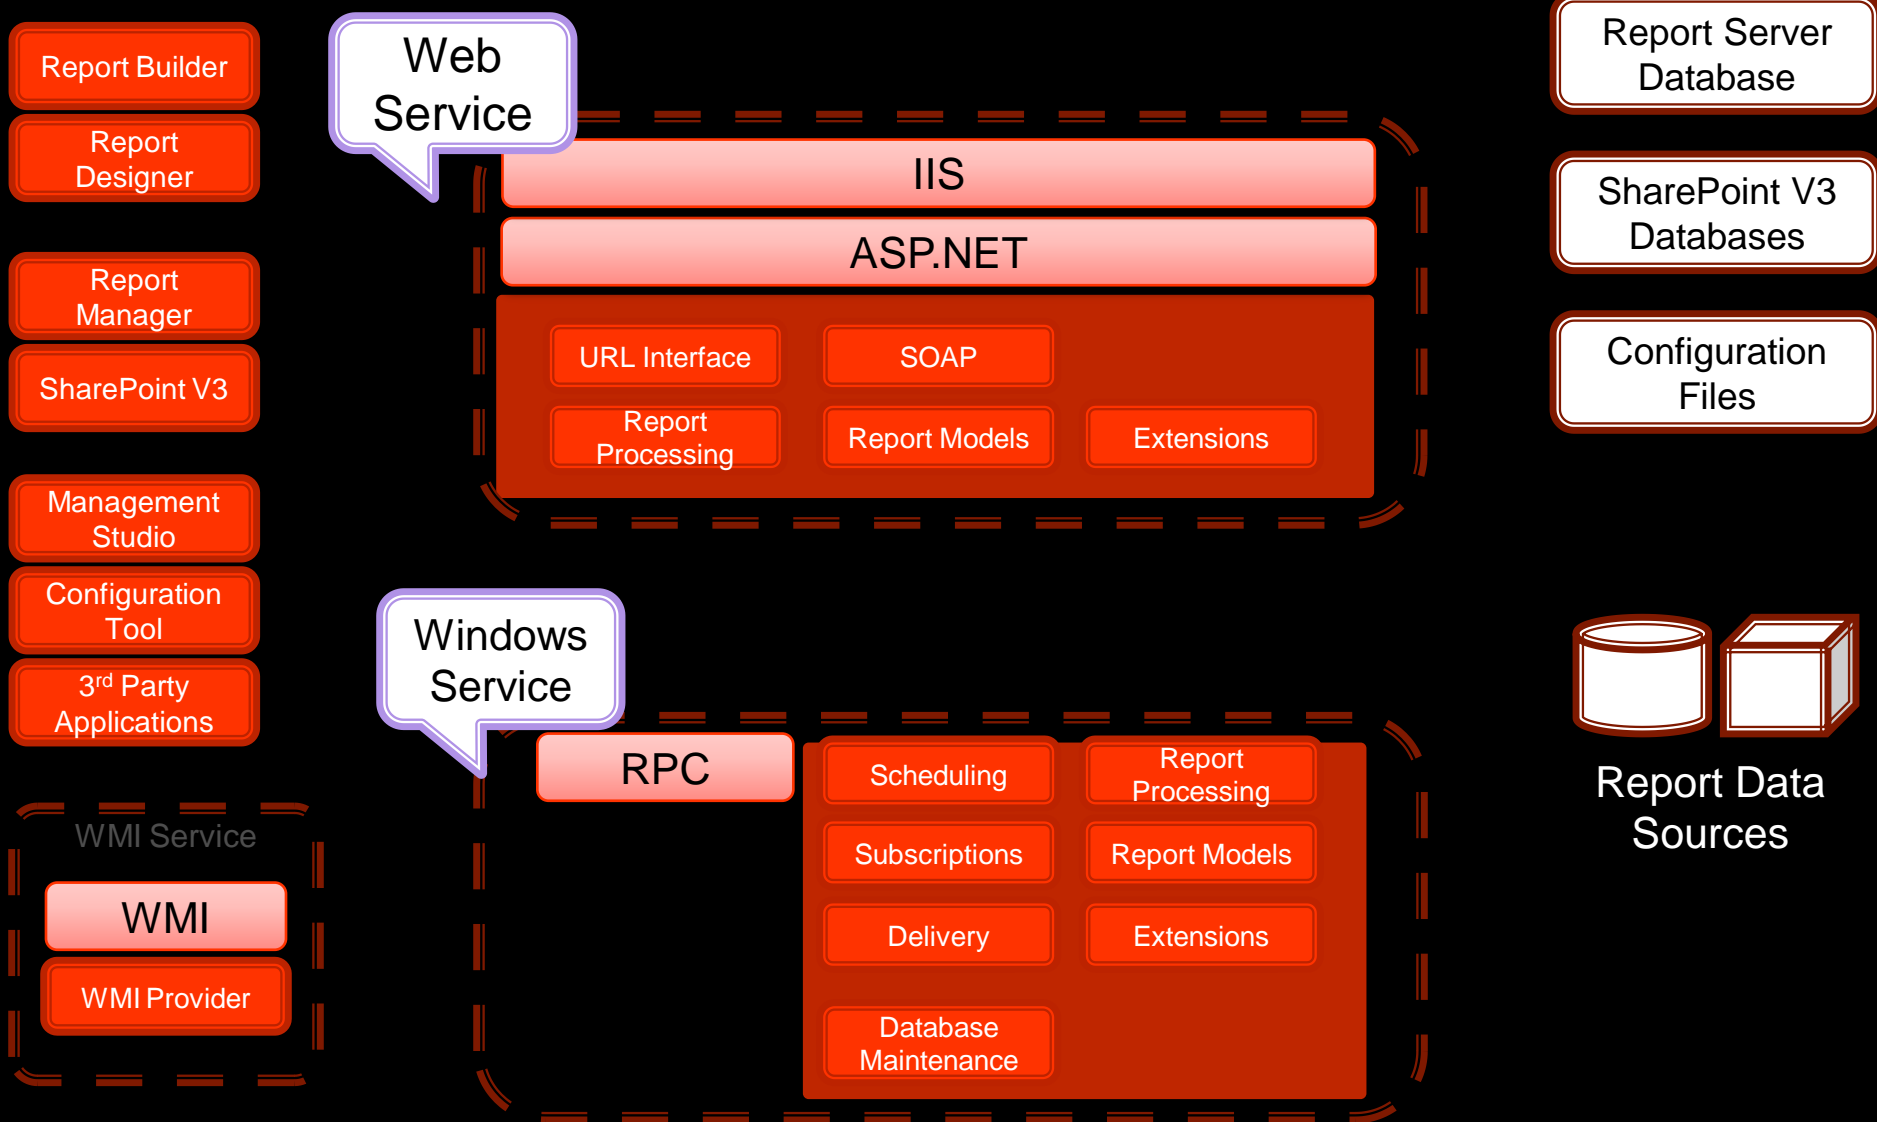 Report Builder
Report
Designer
Report
Manager
SharePoint V3
Management
Studio
Configuration
Tool
3rd Party
Applications
WMI Service
WMI
WMI Provider
Web
Service
IIS
ASP.NET
URL Interface
SOAP
Report
Processing
Report Models
Extensions
Windows
Service
RPC
Scheduling
Report
Processing
Subscriptions
Report Models
Delivery
Extensions
Database
Maintenance
Report Server
Database
SharePoint V3
Databases
Configuration
Files
Report Data
Sources